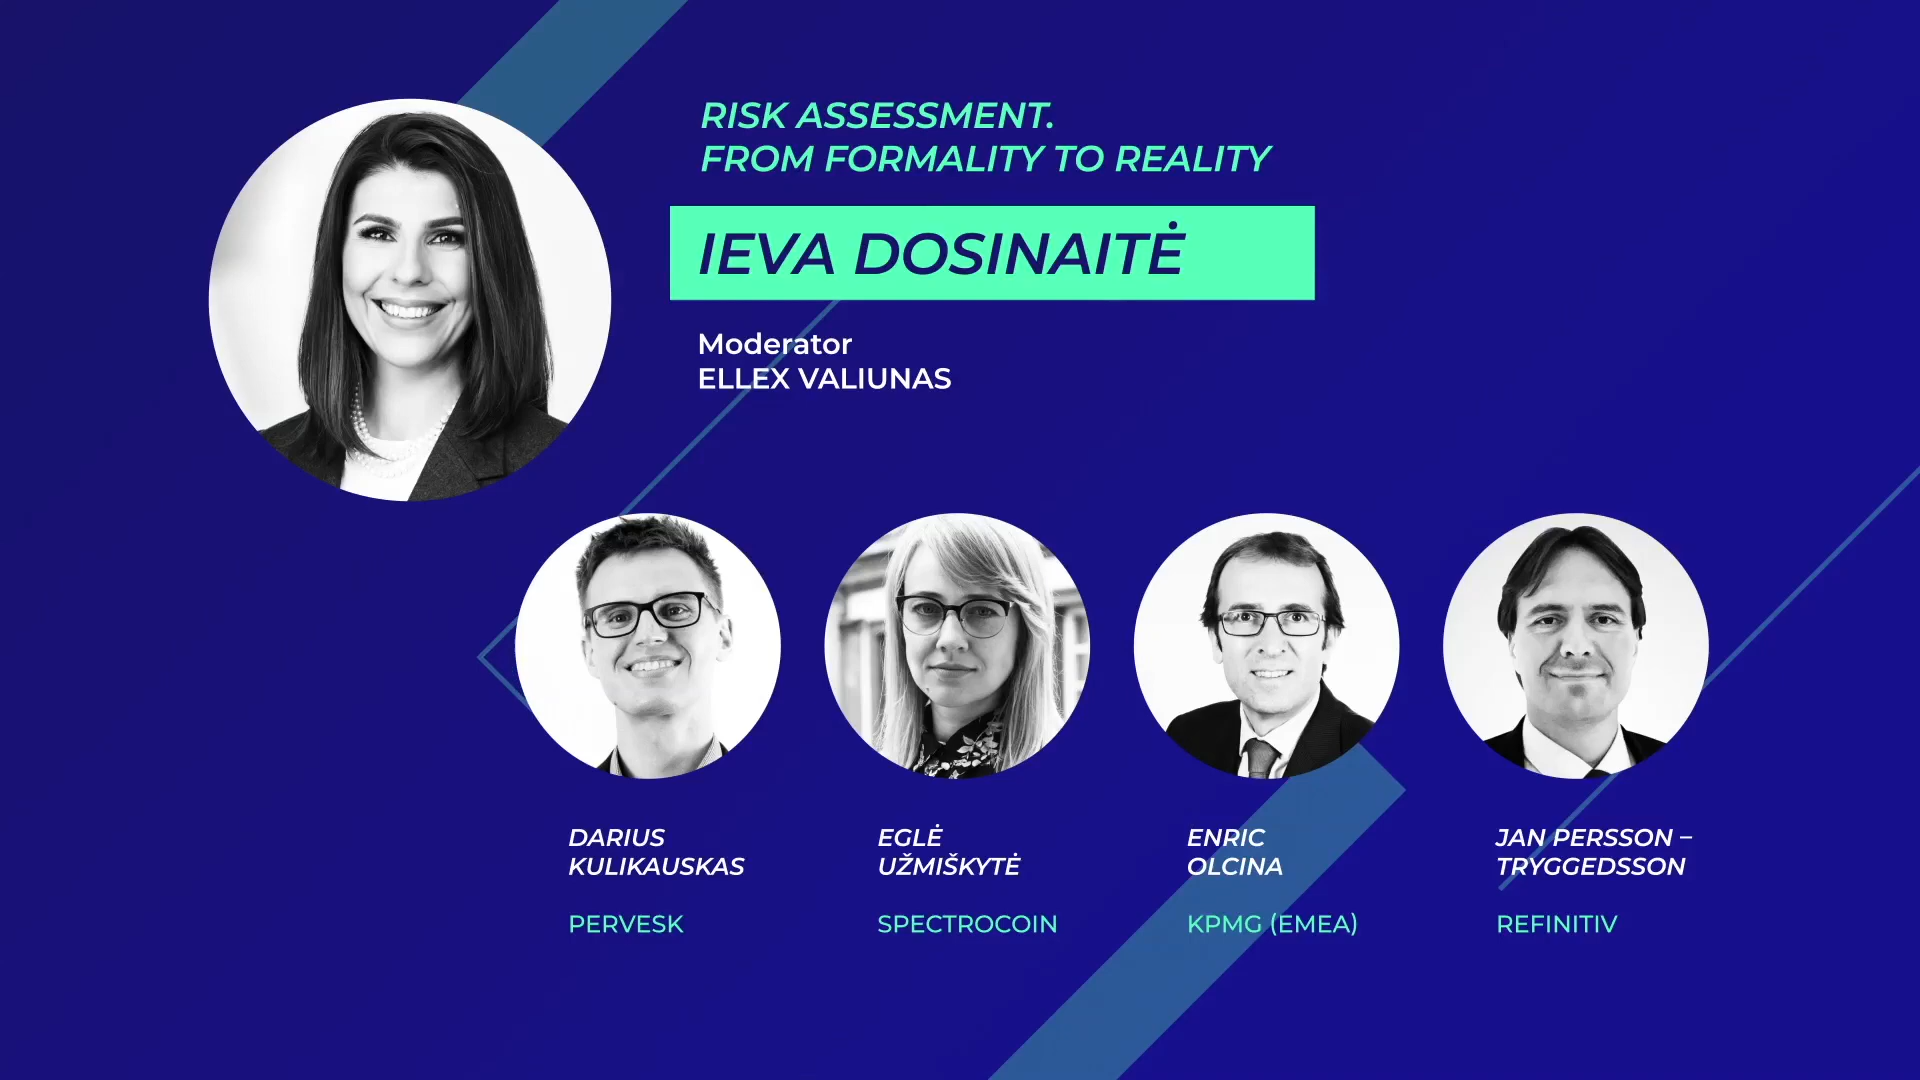 RISK ASSESSMENT.
FROM FORMALITY TO REALITY
IEVA DOSINAITĖ
Moderator
ELLEX VALIUNAS
DARIUS
KULIKAUSKAS
PERVESK
EGLĖ
UŽMIŠKYTĖ
SPECTROCOIN
ENRIC
OLCINA
KPMG (EMEA)
JAN PERSSON –
TRYGGEDSSON
REFINITIV